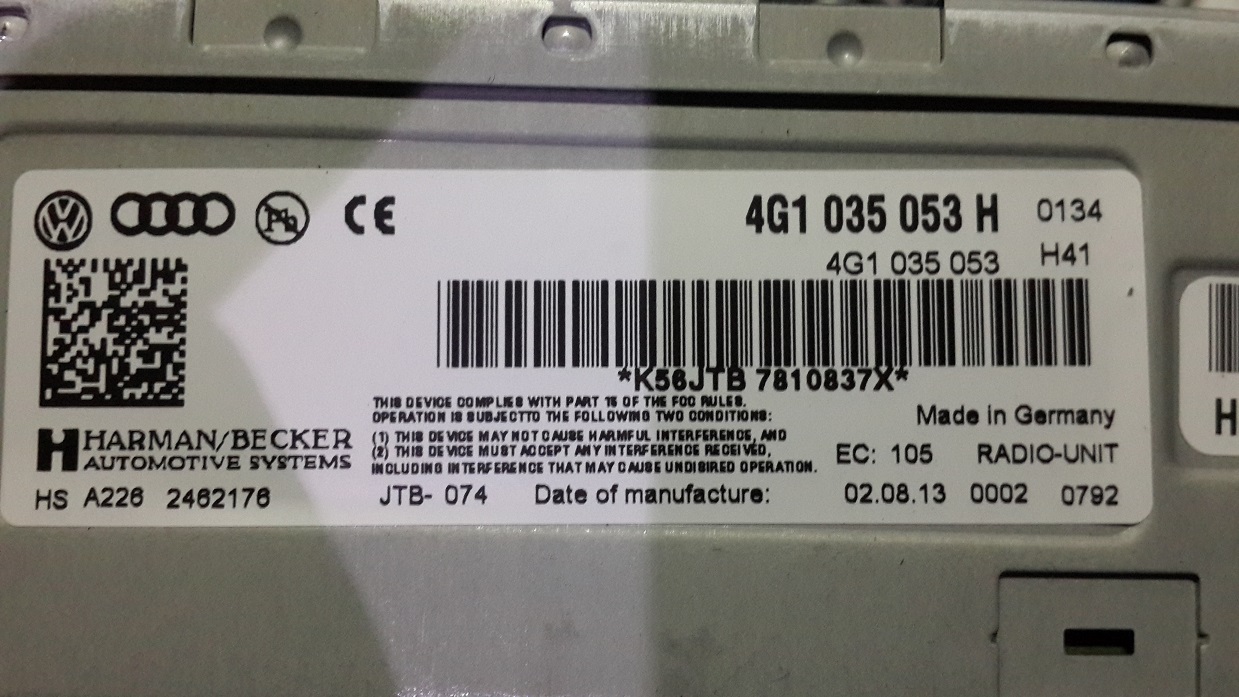 4G1 035 053 H 0134
4G1 035 053 H41
*K56JTB 7810837X*
THIS DEVICE COMPLIES WITH PART 15 OF THE FCC RULES.
OPERATION IS SUBJECTTO THE FOLLOWING TWO CONDITIONS:
(1) THIS DEVICE MAY NOT CAUSE HARMFUL INTERFERENCE, AND
(2) THIS DEVICE MUST ACCEPT ANY INTERFERENCE RECEIVED,
INCLUDING INTERFERENCE THAT MAY CAUSE UNDISIRED OPERATION.
Made in Germany
HARMAN/BECKER
AUTOMOTIVE SYSTEMS
EC: 105 RADIO-UNIT
HS A226 2462176 JTB- 074 Date of manufacture: 02.08.13 0002 0792
Pb
CE
H